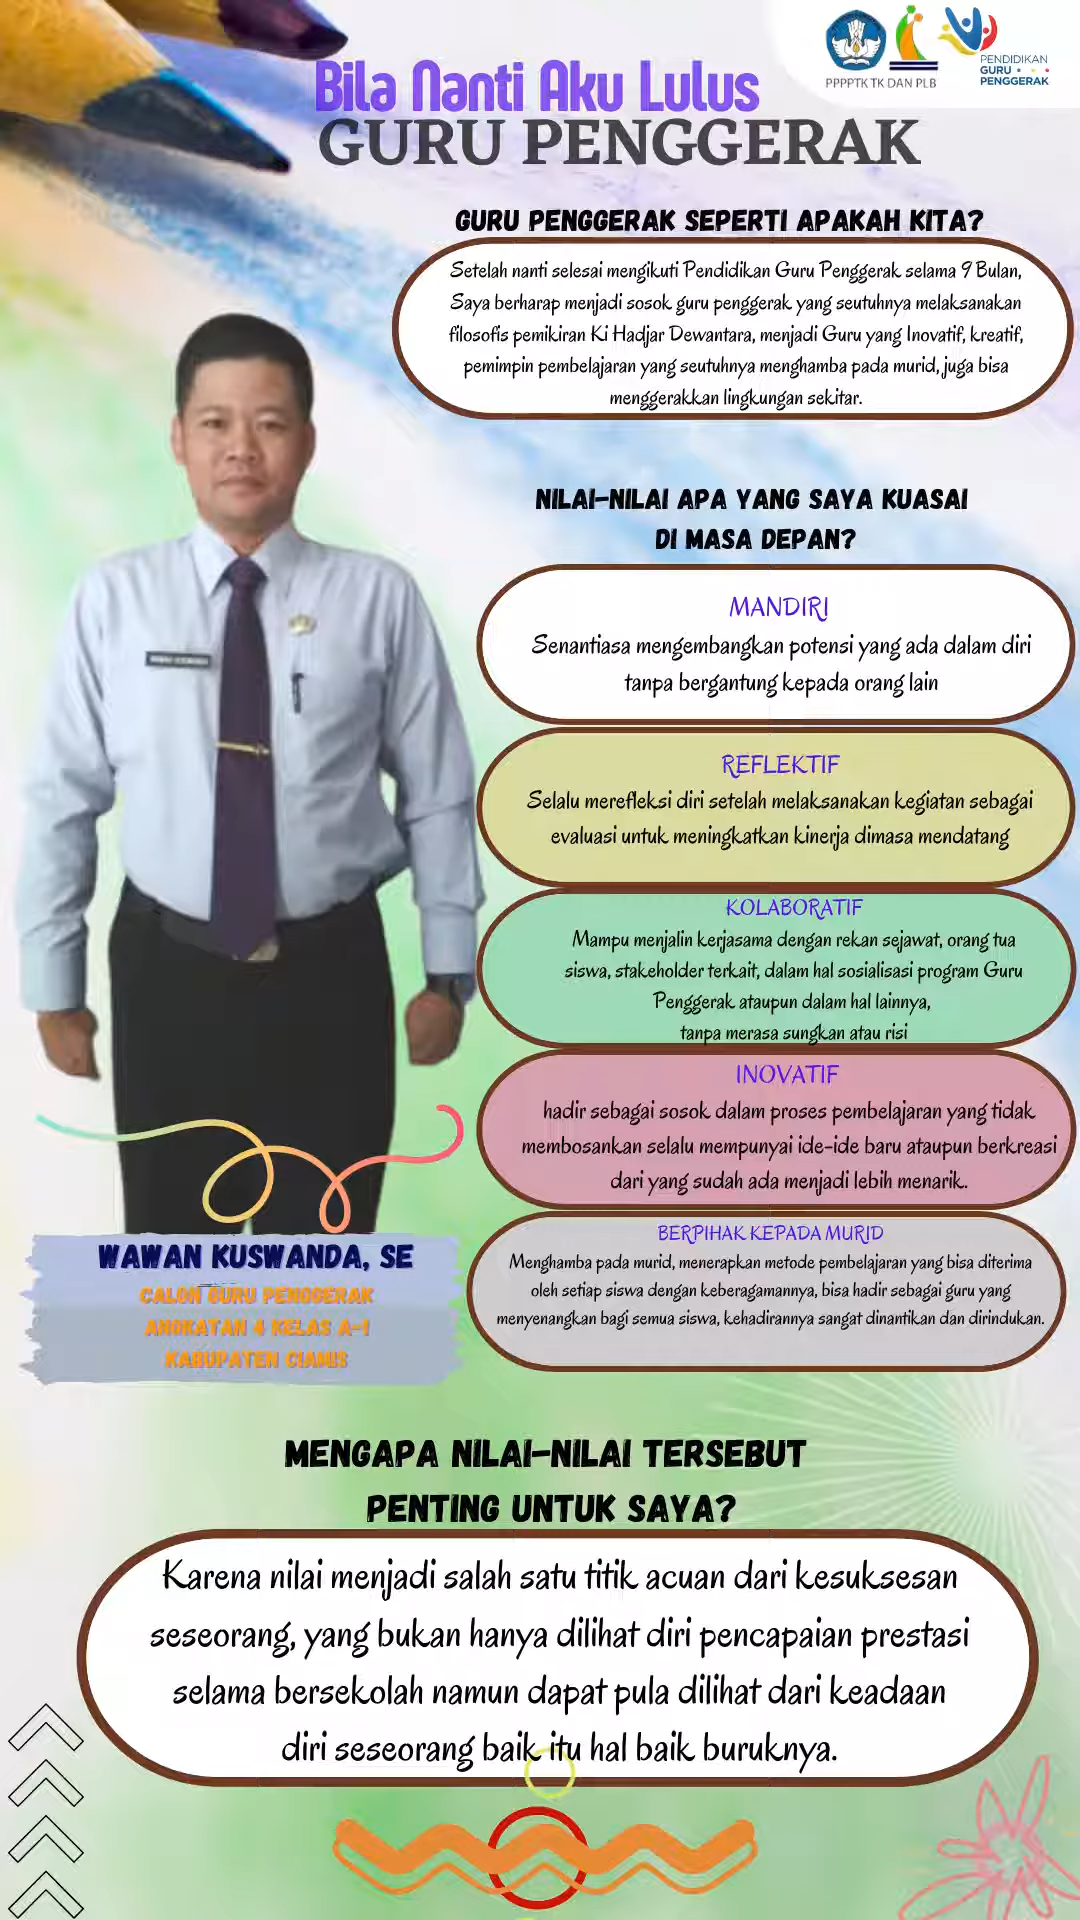 PPPPTK TK DAN PLB
PENDIDIKAN
GURU
PENGGERAK
Bila Nanti Aku Lulus
GURU PENGGERAK
GURU PENGGERAK SEPERTI APAKAH KITA?
Setelah nanti selesai mengikuti Pendidikan Guru Penggerak selama 9 Bulan,
Saya berharap menjadi sosok guru penggerak yang seutuhnya melaksanakan
filosofis pemikiran Ki Hadjar Dewantara, menjadi Guru yang Inovatif, kreatif,
pemimpin pembelajaran yang seutuhnya menghamba pada murid, juga bisa
menggerakkan lingkungan sekitar.
NILAI-NILAI APA YANG SAYA KUASAI
DI MASA DEPAN?
MANDIRI
Senantiasa mengembangkan potensi yang ada dalam diri
tanpa bergantung kepada orang lain
REFLEKTIF
Selalu merefleksi diri setelah melaksanakan kegiatan sebagai
evaluasi untuk meningkatkan kinerja dimasa mendatang
KOLABORATIF
Mampu menjalin kerjasama dengan rekan sejawat, orang tua
siswa, stakeholder terkait, dalam hal sosialisasi program Guru
Penggerak ataupun dalam hal lainnya,
tanpa merasa sungkan atau risi
INOVATIF
hadir sebagai sosok dalam proses pembelajaran yang tidak
membosankan selalu mempunyai ide-ide baru ataupun berkreasi
dari yang sudah ada menjadi lebih menarik.
BERPIHAK KEPADA MURID
Menghamba pada murid, menerapkan metode pembelajaran yang bisa diterima
oleh setiap siswa dengan keberagamannya, bisa hadir sebagai guru yang
menyenangkan bagi semua siswa, kehadirannya sangat dinantikan dan dirindukan.
WAWAN KUSWANDA, SE
CALON GURU PENGGERAK
ANGKATAN 4 KELAS A-1
KABUPATEN CIAMIS
MENGAPA NILAI-NILAI TERSEBUT
PENTING UNTUK SAYA?
Karena nilai menjadi salah satu titik acuan dari kesuksesan
seseorang, yang bukan hanya dilihat diri pencapaian prestasi
selama bersekolah namun dapat pula dilihat dari keadaan
diri seseorang baik itu hal baik buruknya.